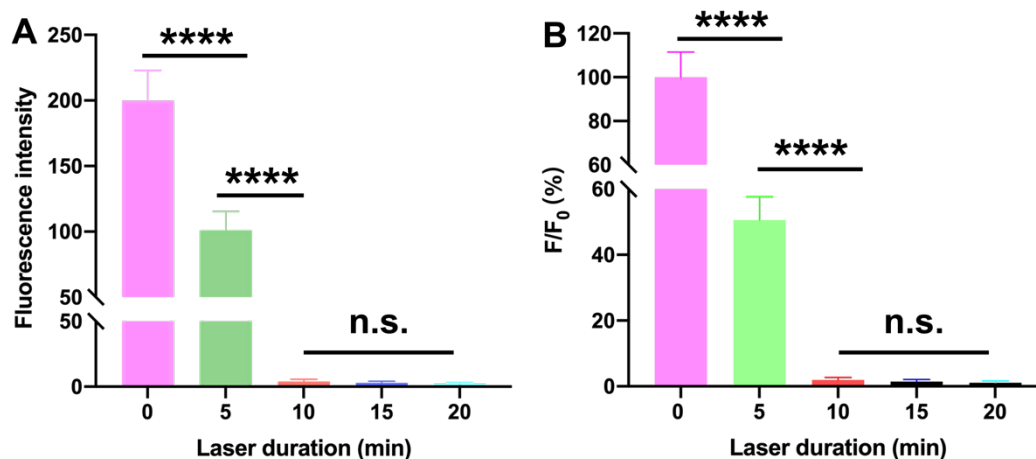 A
Fluorescence intensity
250
200
150
100
50
50
0
****
****
n.s.
0 5 10 15 20
Laser duration (min)
B
F/F₀ (%)
120
100
80
60
60
40
20
0
****
****
n.s.
0 5 10 15 20
Laser duration (min)